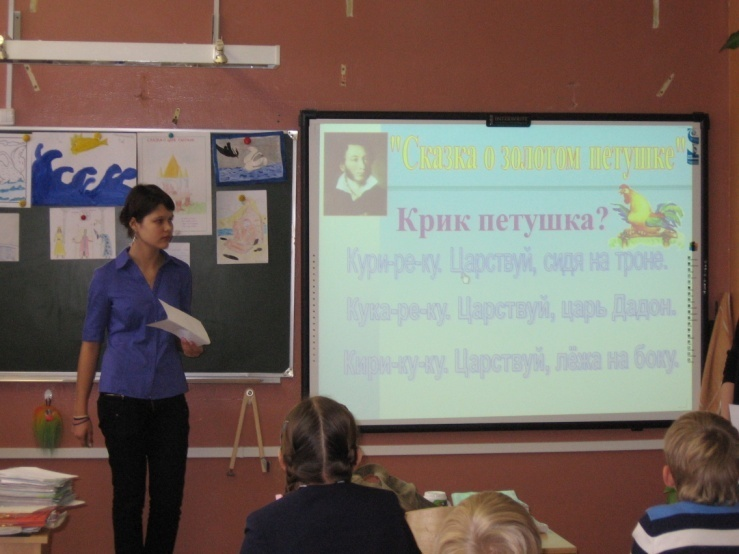 "Сказка о золотом петушке"
Крик петушка?
Кури-ре-ку. Царствуй, сидя на троне.
Кука-ре-ку. Царствуй, царь Дадон.
Кири-ку-ку. Царствуй, лёжа на боку.